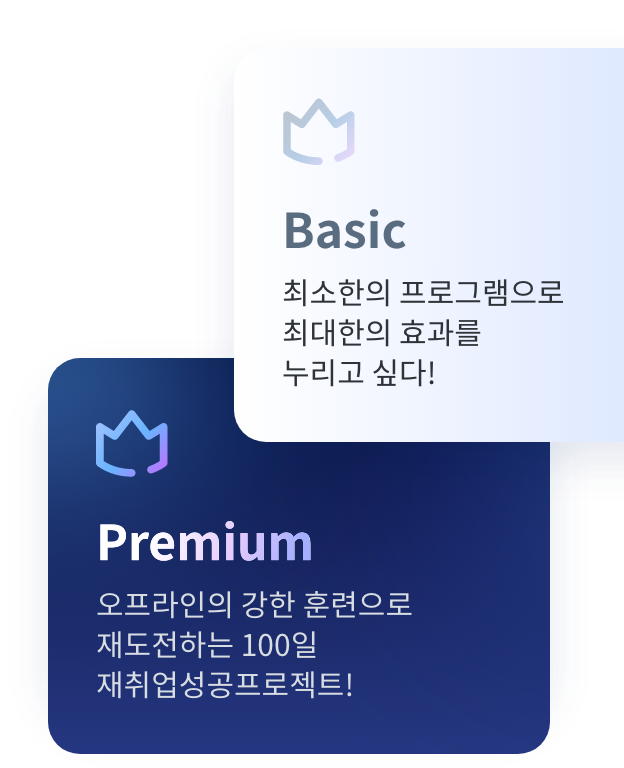 Basic
최소한의 프로그램으로
최대한의 효과를
누리고 싶다!
Premium
오프라인의 강한 훈련으로
재도전하는 100일
재취업성공프로젝트!